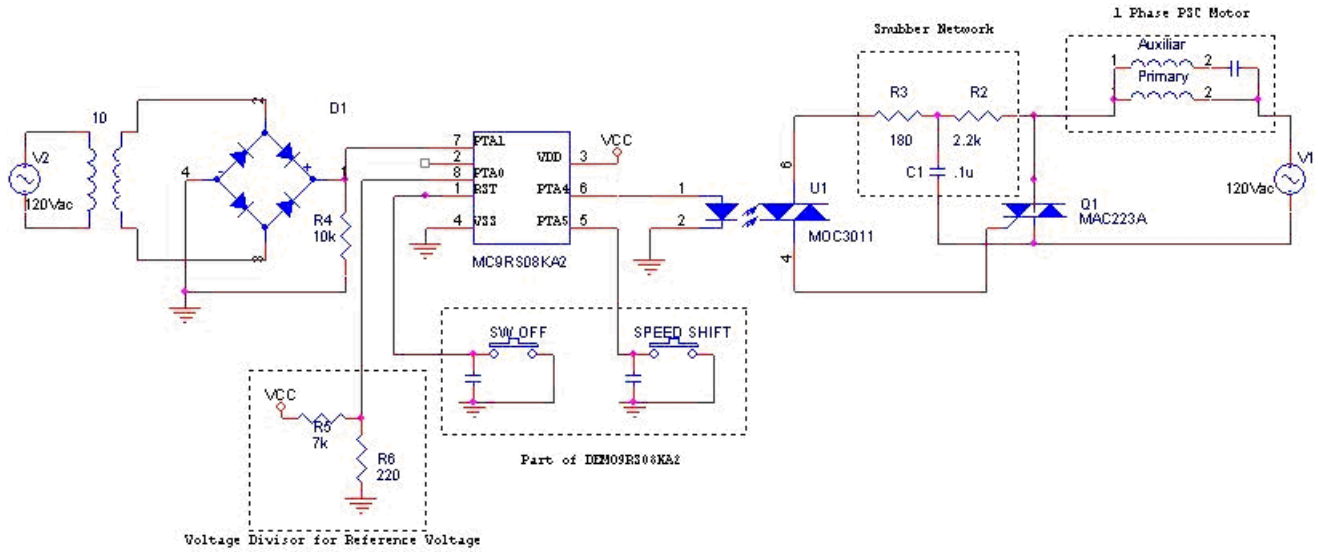 1 Phase PSC Motor
Snubber Network
Auxiliar
1 2
Primary
2
10
D1
R3
R2
VCC
2
V2
7 PTA1
2
VDD 3
180
2.2k
V1
4 - + 1
8 PTA0
6
120Vac
1 RST
PTA4 6
1
U1
C1 .1u
120Vac
R4
10k
Q1
MAC223A
4 VSS
PTA5 5
2
MOC3011
3
MC9RS08KA2
4
SW OFF
SPEED SHIFT
VCC
R5
7k
R6
220
Part of DEMO9RS08KA2
Voltage Divisor for Reference Voltage